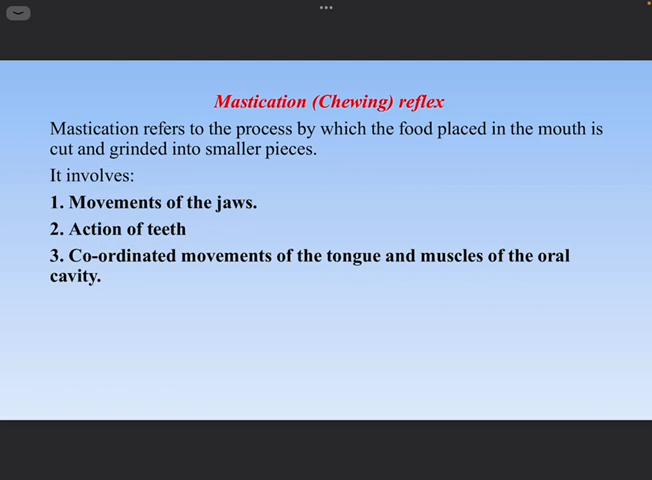 Mastication (Chewing) reflex
Mastication refers to the process by which the food placed in the mouth is
cut and grinded into smaller pieces.
It involves:
1. Movements of the jaws.
2. Action of teeth
3. Co-ordinated movements of the tongue and muscles of the oral
cavity.